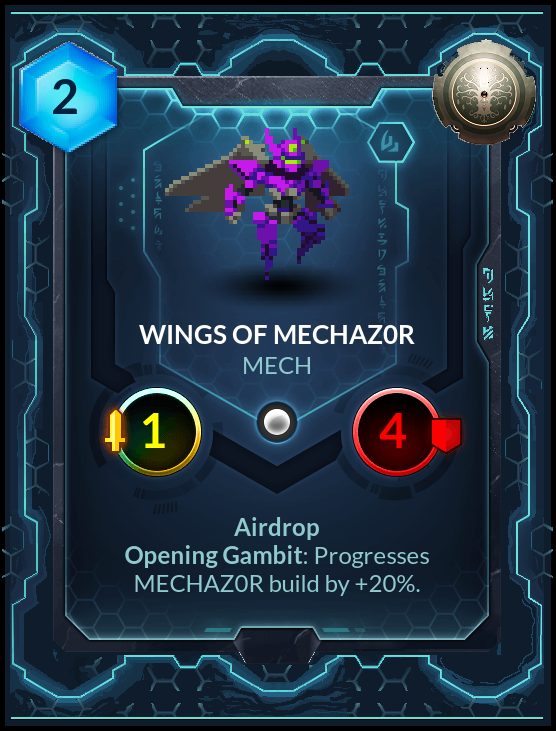 2
WINGS OF MECHAZ0R
MECH
1
4
Airdrop
Opening Gambit: Progresses
MECHAZ0R build by +20%.